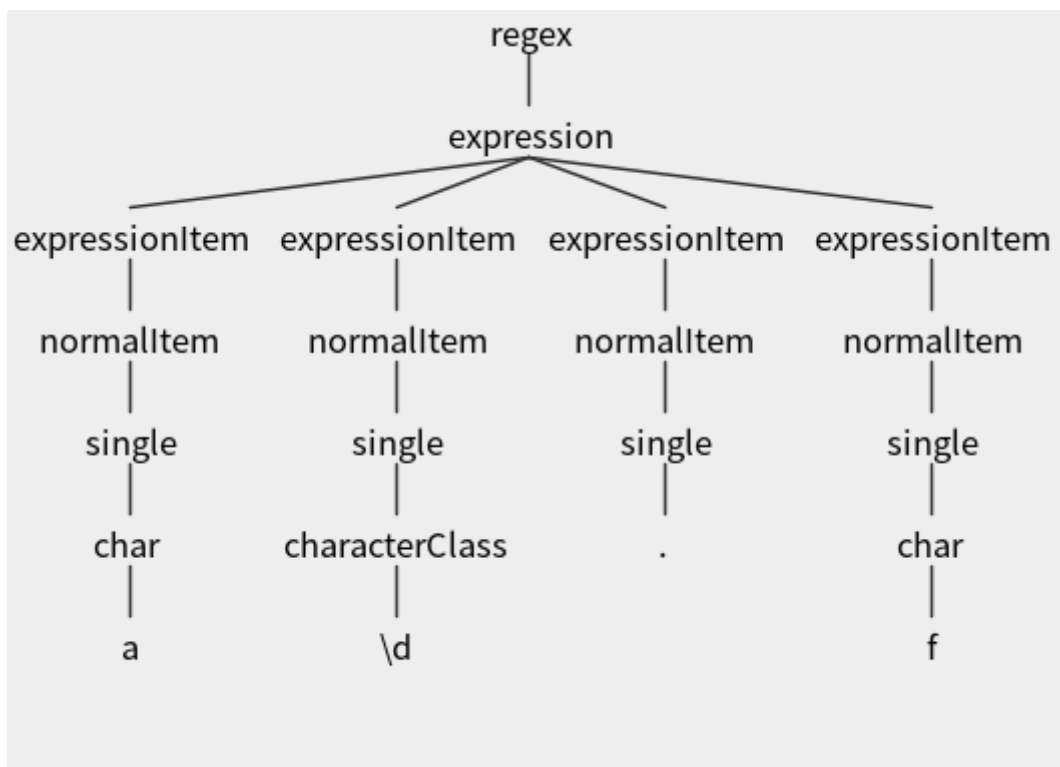 regex
expression
expressionItem expressionItem expressionItem expressionItem
normalItem normalItem normalItem normalItem
single single single single
char characterClass . char
a \d f